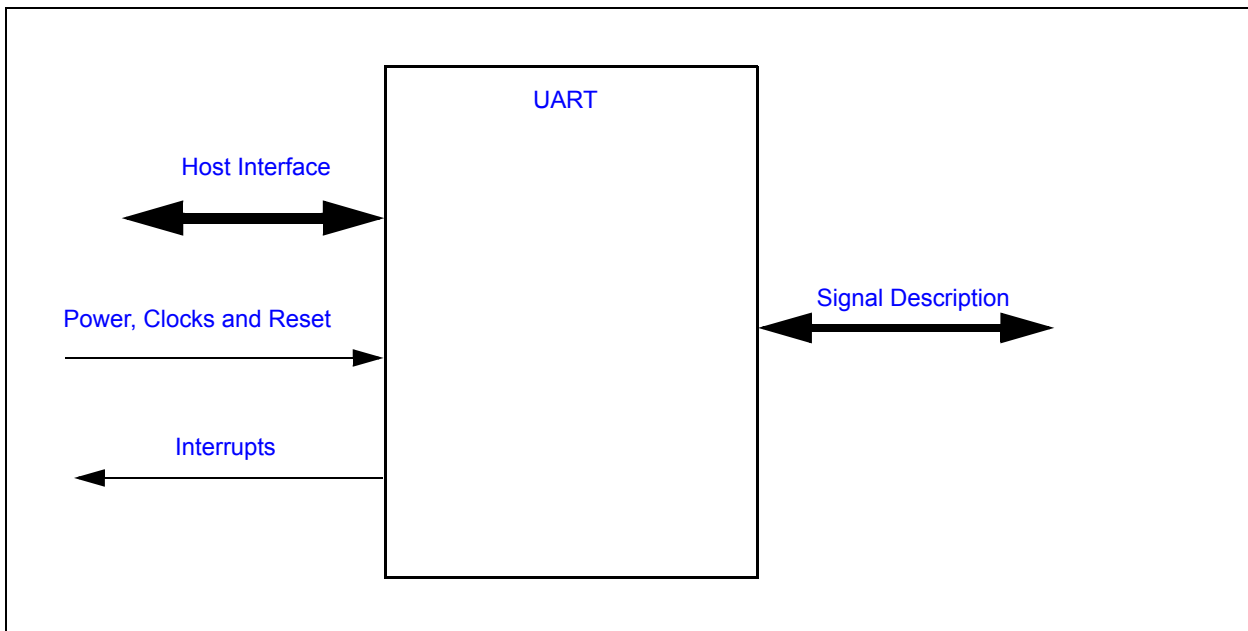 UART
Host Interface
Signal Description
Power, Clocks and Reset
Interrupts